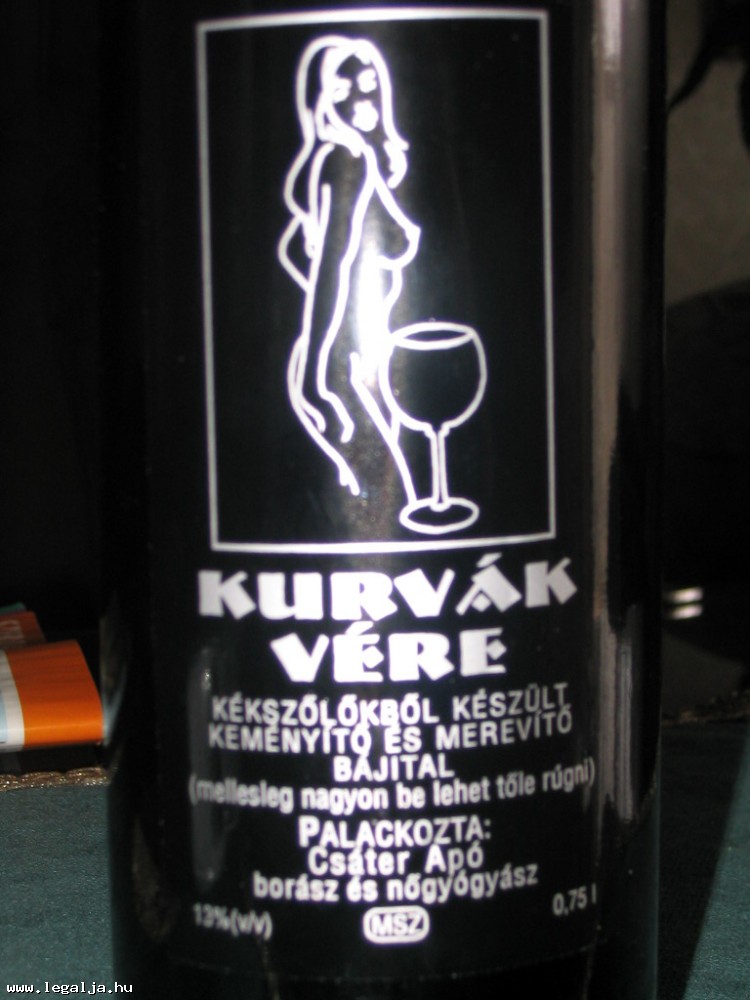 KURVÁK
VÉRE
KÉKSZŐLŐKBŐL KÉSZÜLT
KEMÉNYÍTŐ ÉS MEREVÍTŐ
BÁJITAL
(mellesleg nagyon be lehet tőle rúgni)
PALACKOZTA:
Csáter Apó
borász és nőgyógyász
13%(v/v)
MSZ
0,75 l
www.legalja.hu